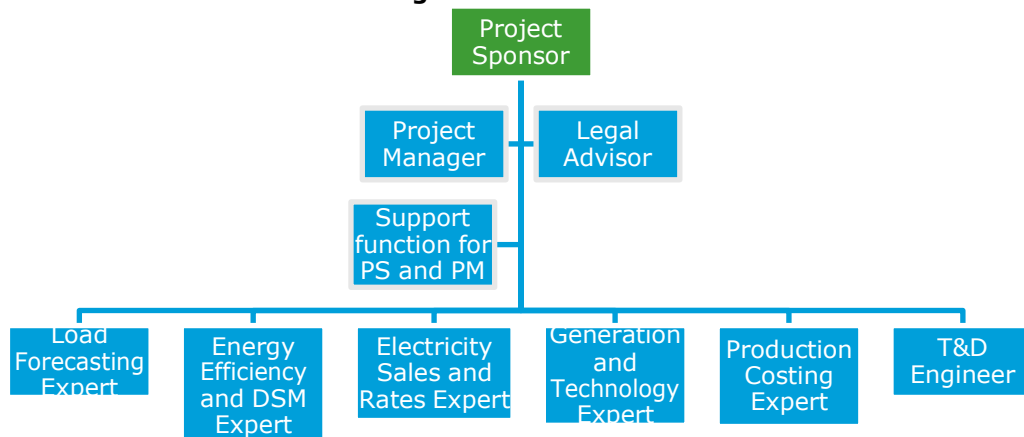 Project
Sponsor
Project
Manager
Legal
Advisor
Support
function for
PS and PM
Load
Forecasting
Expert
Energy
Efficiency
and DSM
Expert
Electricity
Sales and
Rates Expert
Generation
and
Technology
Expert
Production
Costing
Expert
T&D
Engineer